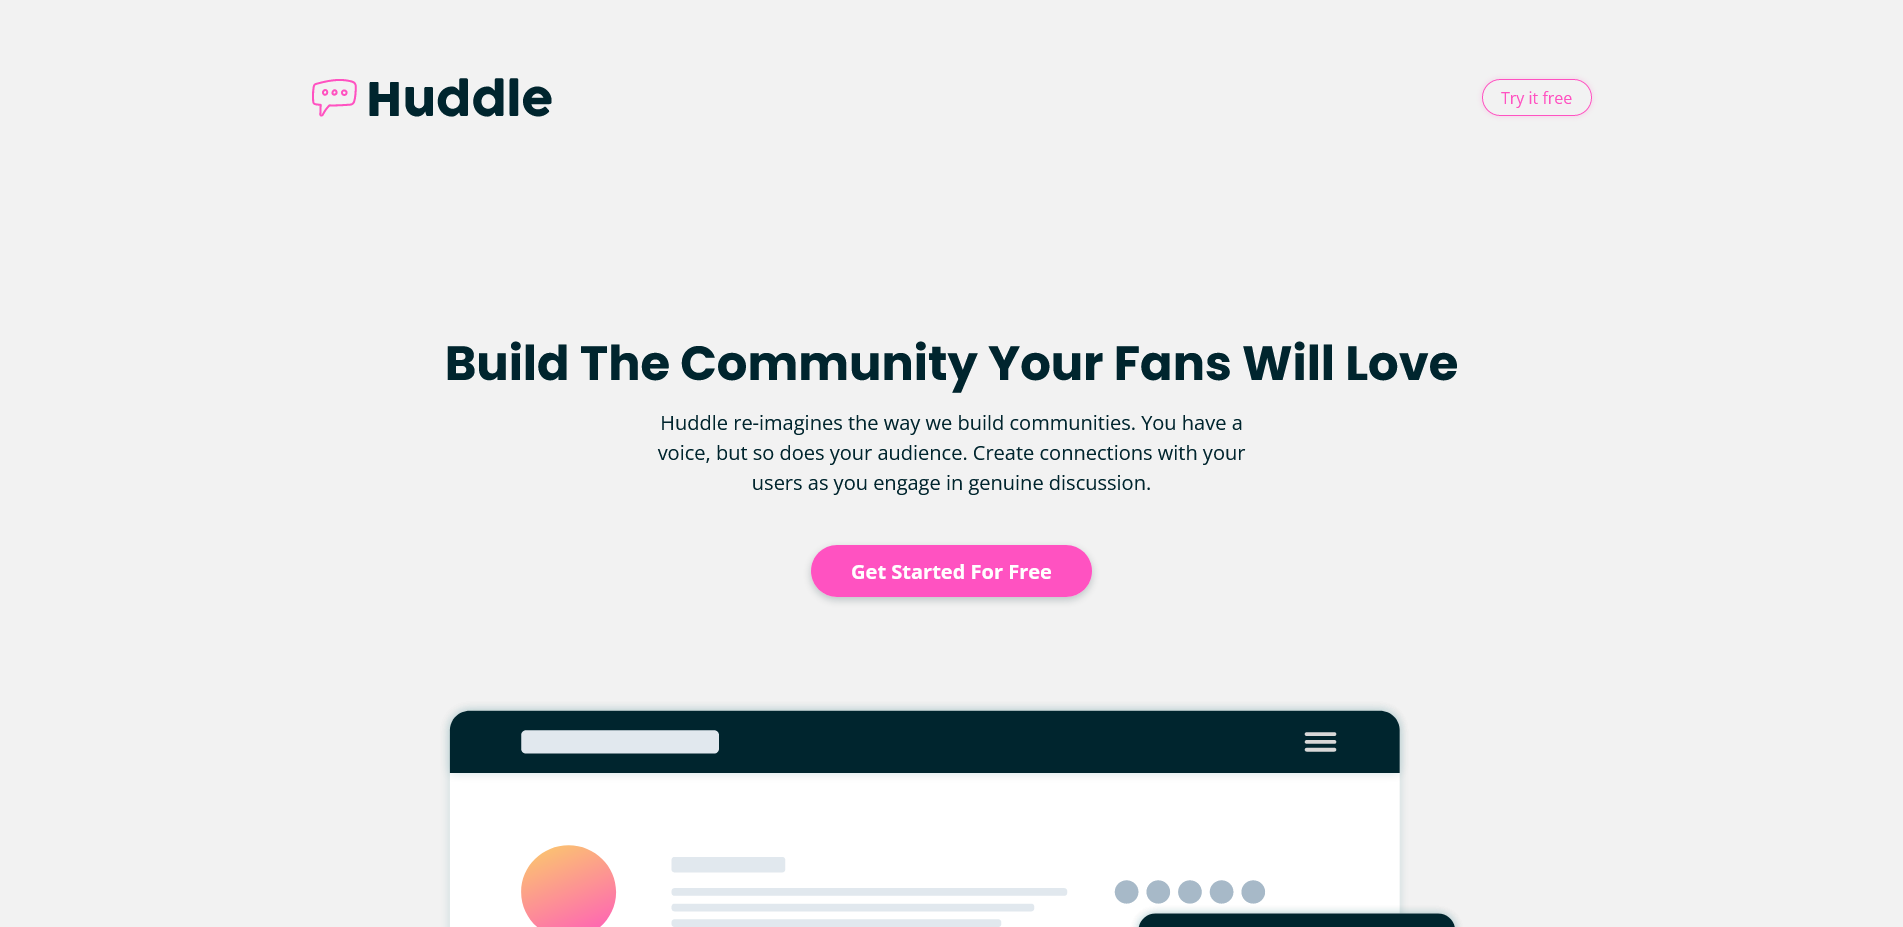 Huddle
Try it free
Build The Community Your Fans Will Love
Huddle re-imagines the way we build communities. You have a
voice, but so does your audience. Create connections with your
users as you engage in genuine discussion.
Get Started For Free